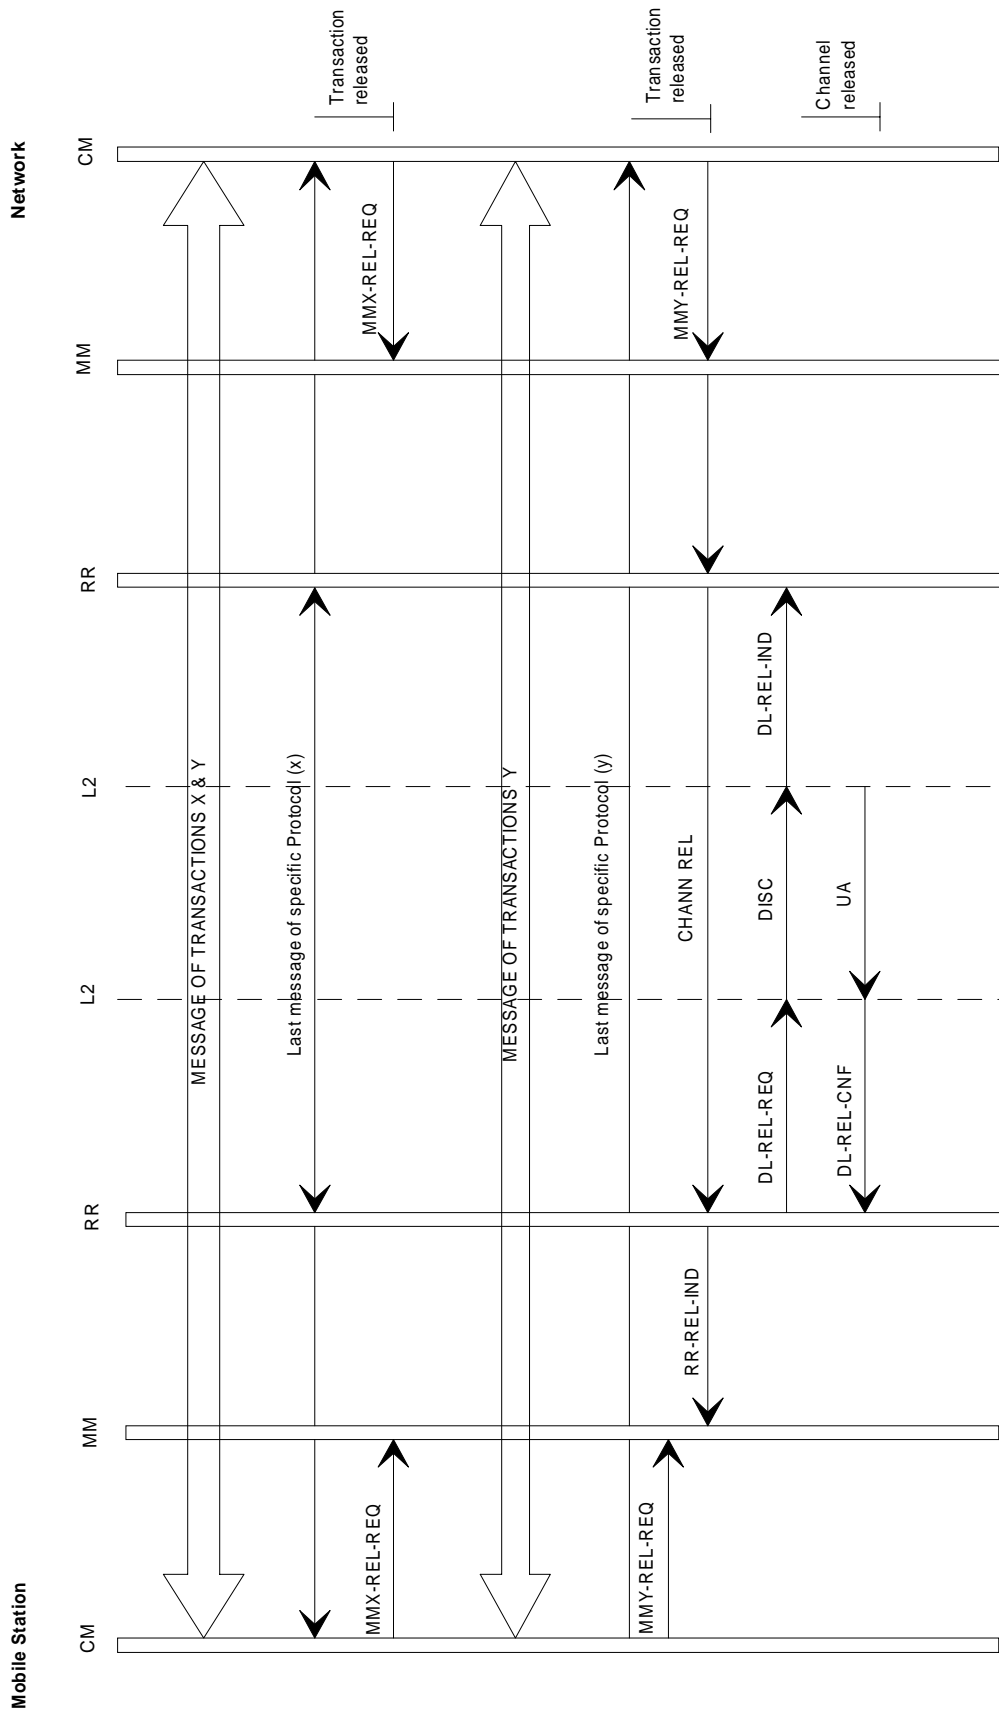 Mobile Station
Network
CM
MM
RR
L2
L2
RR
MM
CM
MESSAGE OF TRANSACTIONS X & Y
Last message of specific Protocol (x)
Transaction
released
MMX-REL-REQ
MMX-REL-REQ
MESSAGE OF TRANSACTIONS Y
Last message of specific Protocol (y)
MMY-REL-REQ
RR-REL-IND
CHANN REL
MMY-REL-REQ
Transaction
released
DL-REL-REQ
DISC
DL-REL-IND
DL-REL-CNF
UA
Channel
released